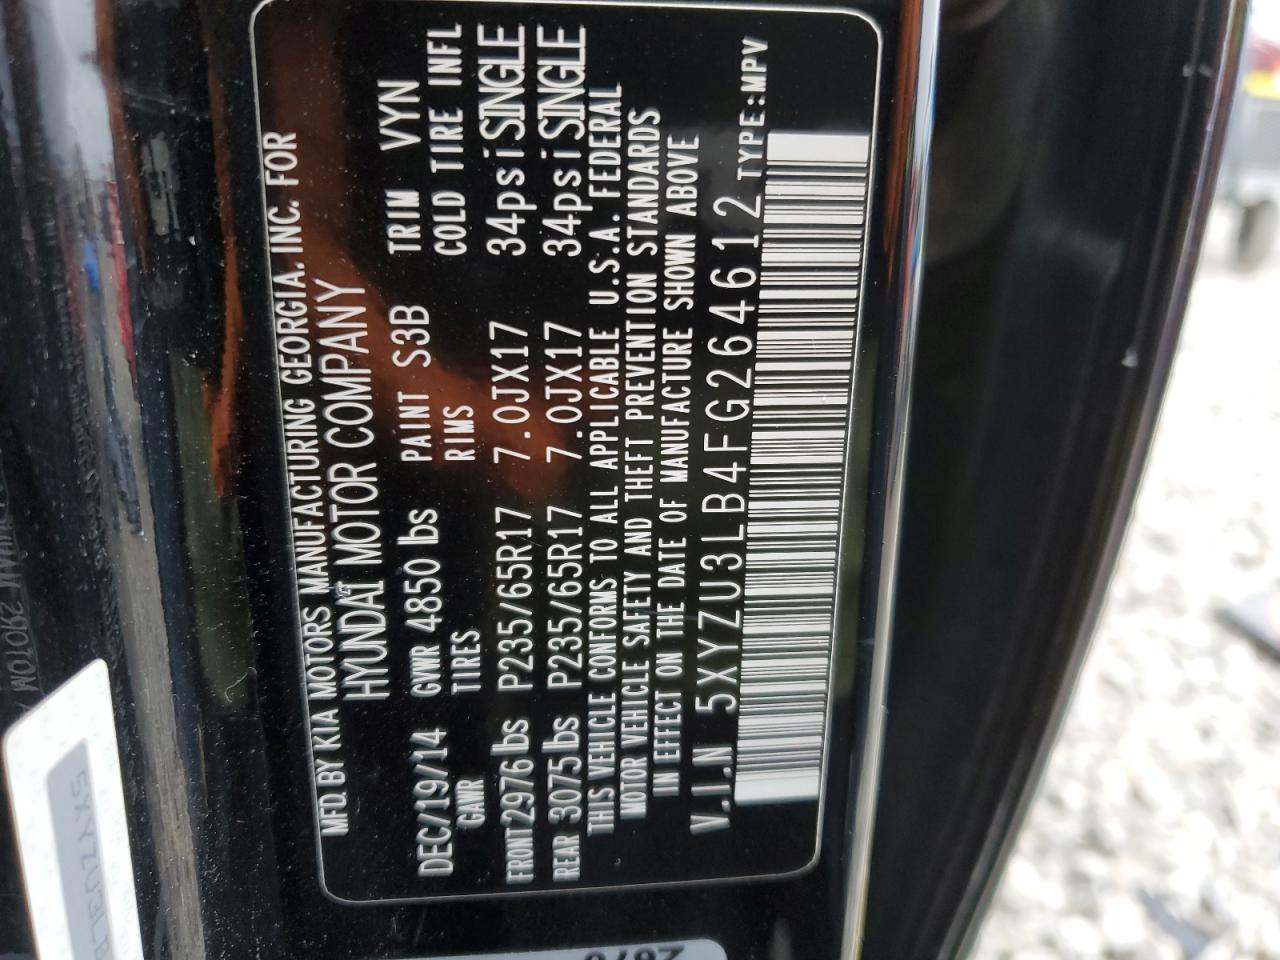 MFD BY KIA MOTORS MANUFACTURING GEORGIA. INC. FOR
HYUNDAI MOTOR COMPANY
DEC/19/14 GVWR 4850 lbs PAINT S3B TRIM VYN
GAWR TIRES RIMS COLD TIRE INFL
FRONT 2976 lbs P235/65R17 7.0JX17 34psi SINGLE
REAR 3075 lbs P235/65R17 7.0JX17 34psi SINGLE
THIS VEHICLE CONFORMS TO ALL APPLICABLE U.S.A. FEDERAL
MOTOR VEHICLE SAFETY AND THEFT PREVENTION STANDARDS
IN EFFECT ON THE DATE OF MANUFACTURE SHOWN ABOVE
V.I.N 5XYZU3LB4FG264612 TYPE:MPV
5XYZU3LB